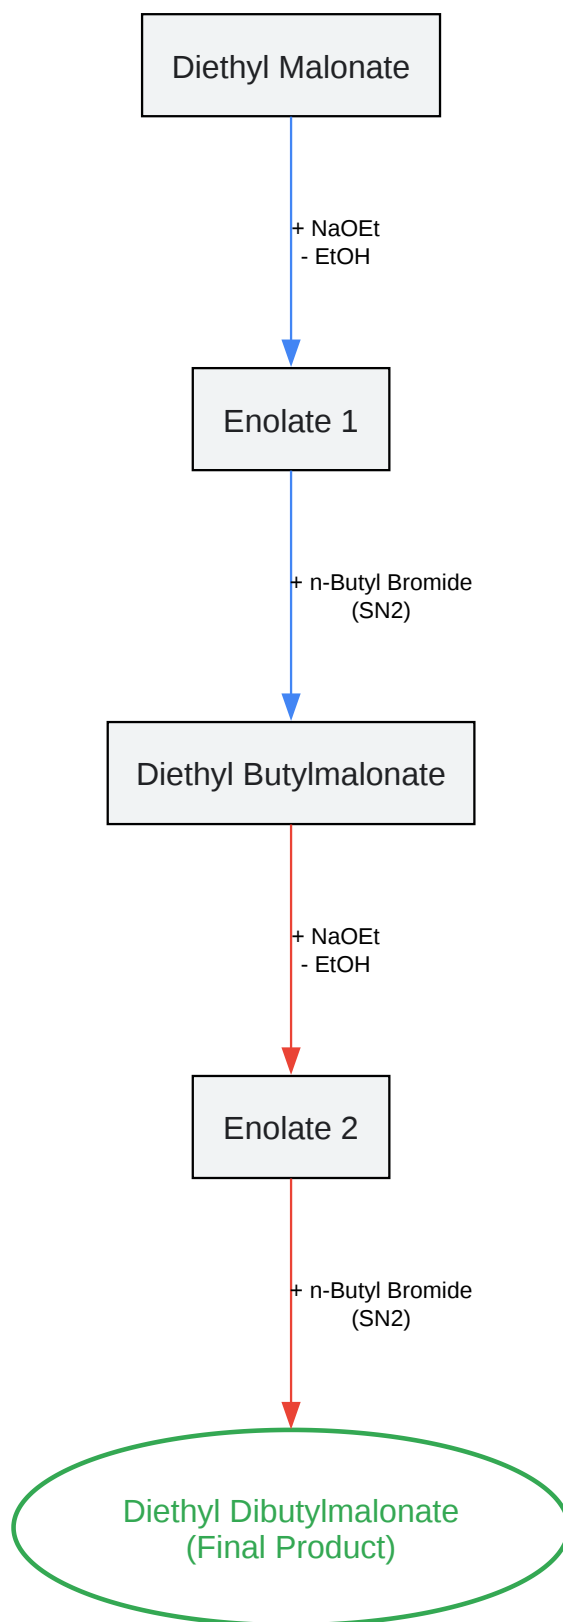 Diethyl Malonate
+ NaOEt
- EtOH
Enolate 1
+ n-Butyl Bromide
(SN2)
Diethyl Butylmalonate
+ NaOEt
- EtOH
Enolate 2
+ n-Butyl Bromide
(SN2)
Diethyl Dibutylmalonate
(Final Product)